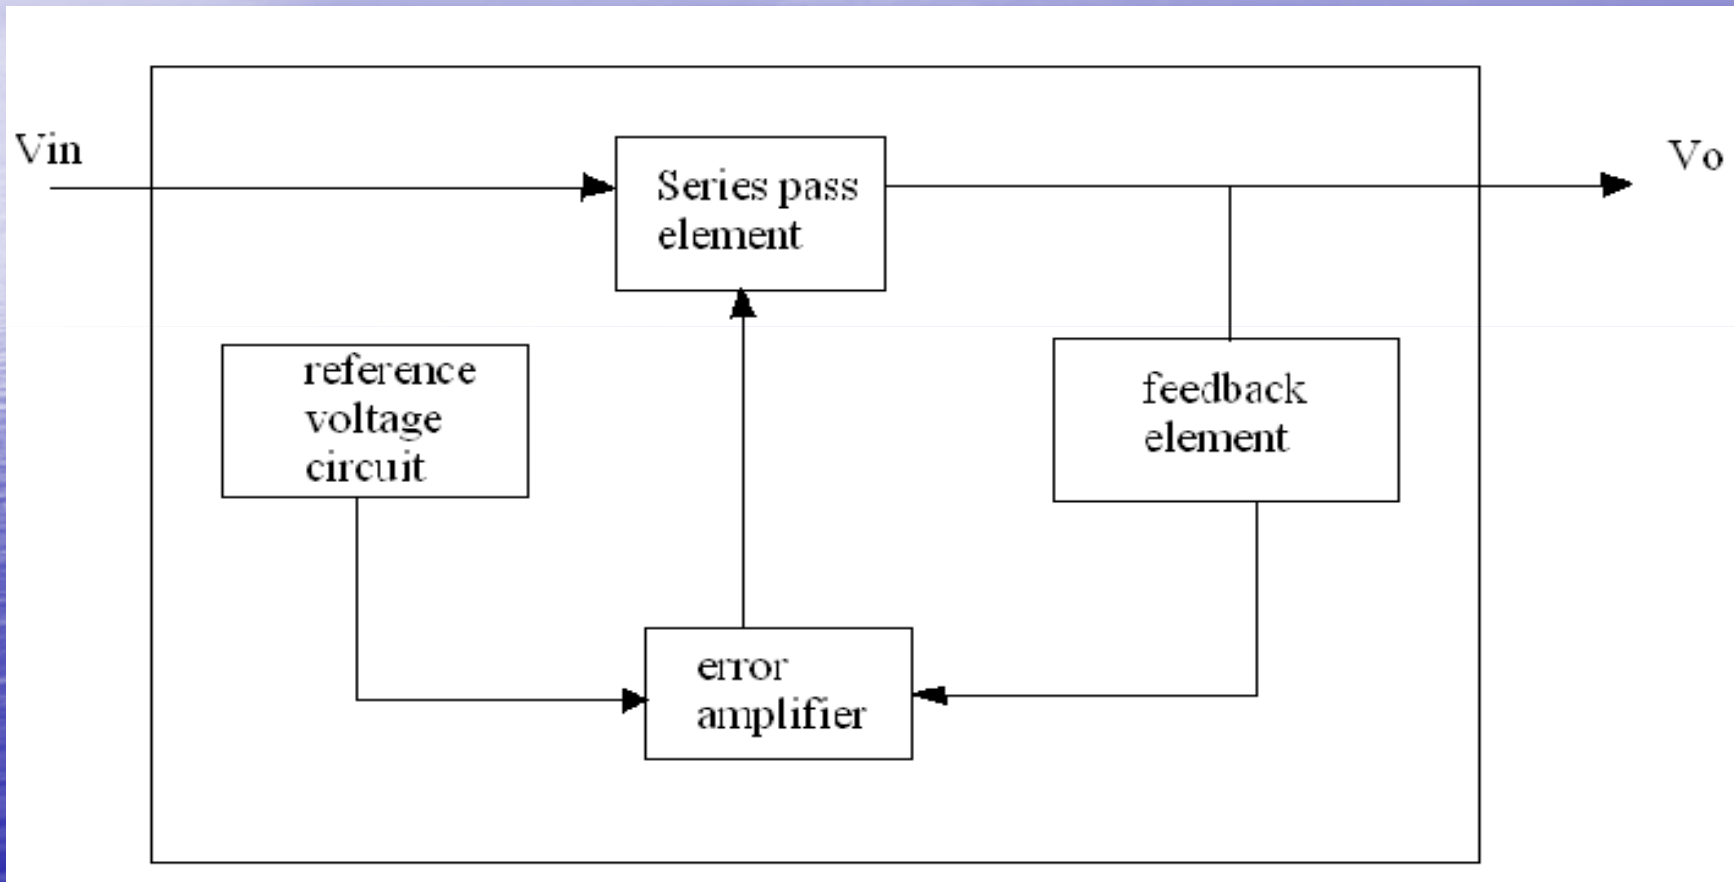 Vin
Vo
Series pass
element
reference
voltage
circuit
feedback
element
error
amplifier